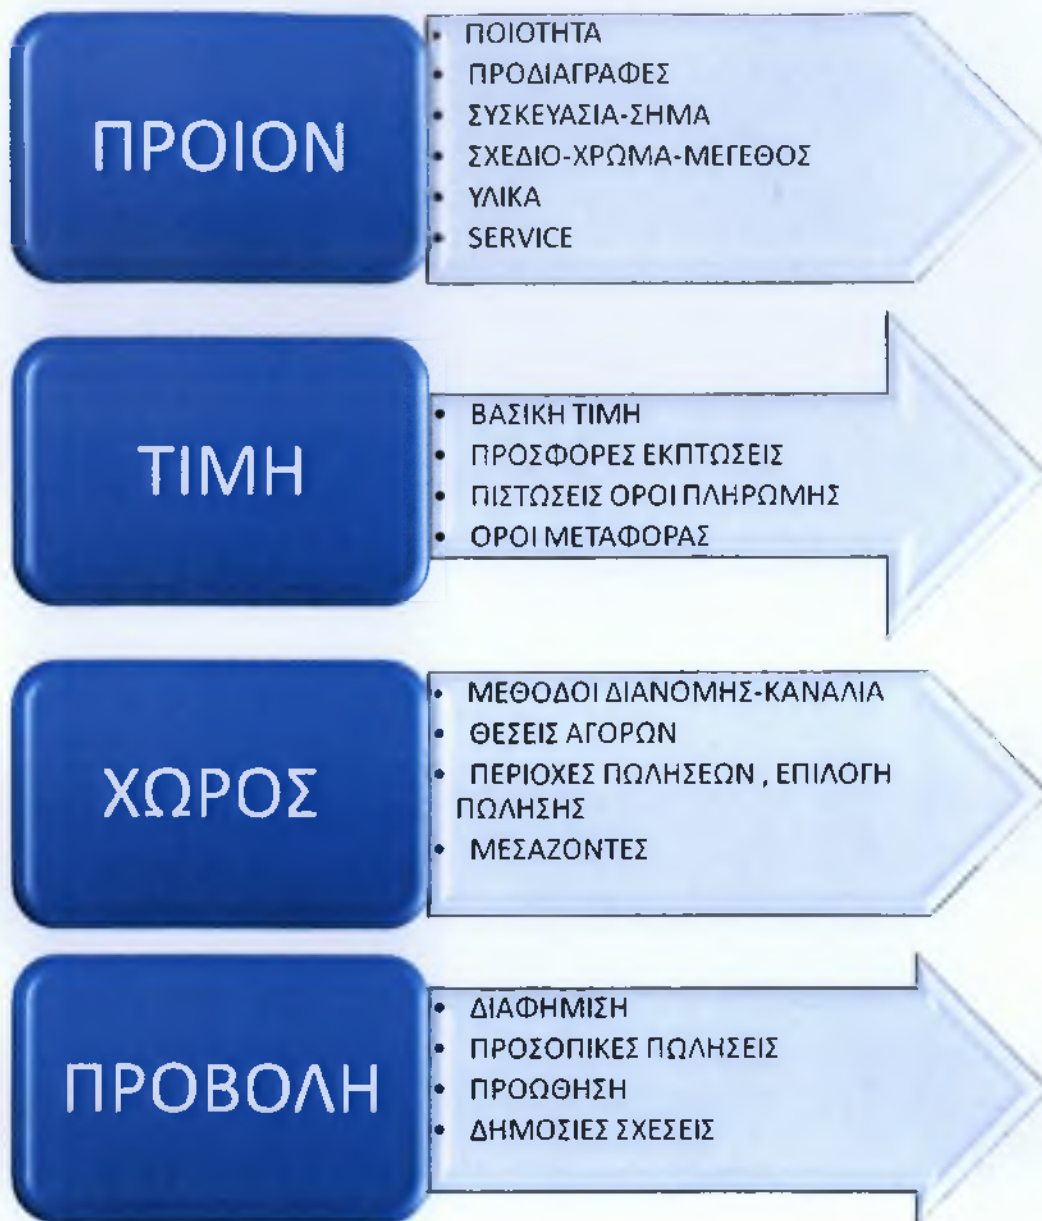 ΠΡΟΙΟΝ
• ΠΟΙΟΤΗΤΑ
• ΠΡΟΔΙΑΓΡΑΦΕΣ
• ΣΥΣΚΕΥΑΣΙΑ-ΣΗΜΑ
• ΣΧΕΔΙΟ-ΧΡΩΜΑ-ΜΕΓΕΘΟΣ
• ΥΛΙΚΑ
• SERVICE
ΤΙΜΗ
• ΒΑΣΙΚΗ ΤΙΜΗ
• ΠΡΟΣΦΟΡΕΣ ΕΚΠΤΩΣΕΙΣ
• ΠΙΣΤΩΣΕΙΣ ΟΡΟΙ ΠΛΗΡΩΜΗΣ
• ΟΡΟΙ ΜΕΤΑΦΟΡΑΣ
ΧΩΡΟΣ
• ΜΕΘΟΔΟΙ ΔΙΑΝΟΜΗΣ-ΚΑΝΑΛΙΑ
• ΘΕΣΕΙΣ ΑΓΟΡΩΝ
• ΠΕΡΙΟΧΕΣ ΠΩΛΗΣΕΩΝ , ΕΠΙΛΟΓΗ
ΠΩΛΗΣΗΣ
• ΜΕΣΑΖΟΝΤΕΣ
ΠΡΟΒΟΛΗ
• ΔΙΑΦΗΜΙΣΗ
• ΠΡΟΣΟΠΙΚΕΣ ΠΩΛΗΣΕΙΣ
• ΠΡΟΩΘΗΣΗ
• ΔΗΜΟΣΙΕΣ ΣΧΕΣΕΙΣ